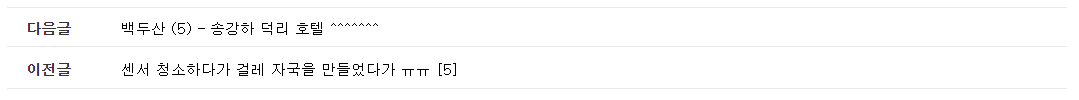 다음글 백두산 (5) - 송강하 덕리 호텔 ^^^^^^^
이전글 센서 청소하다가 걸레 자국을 만들었다가 ㅠㅠ [5]